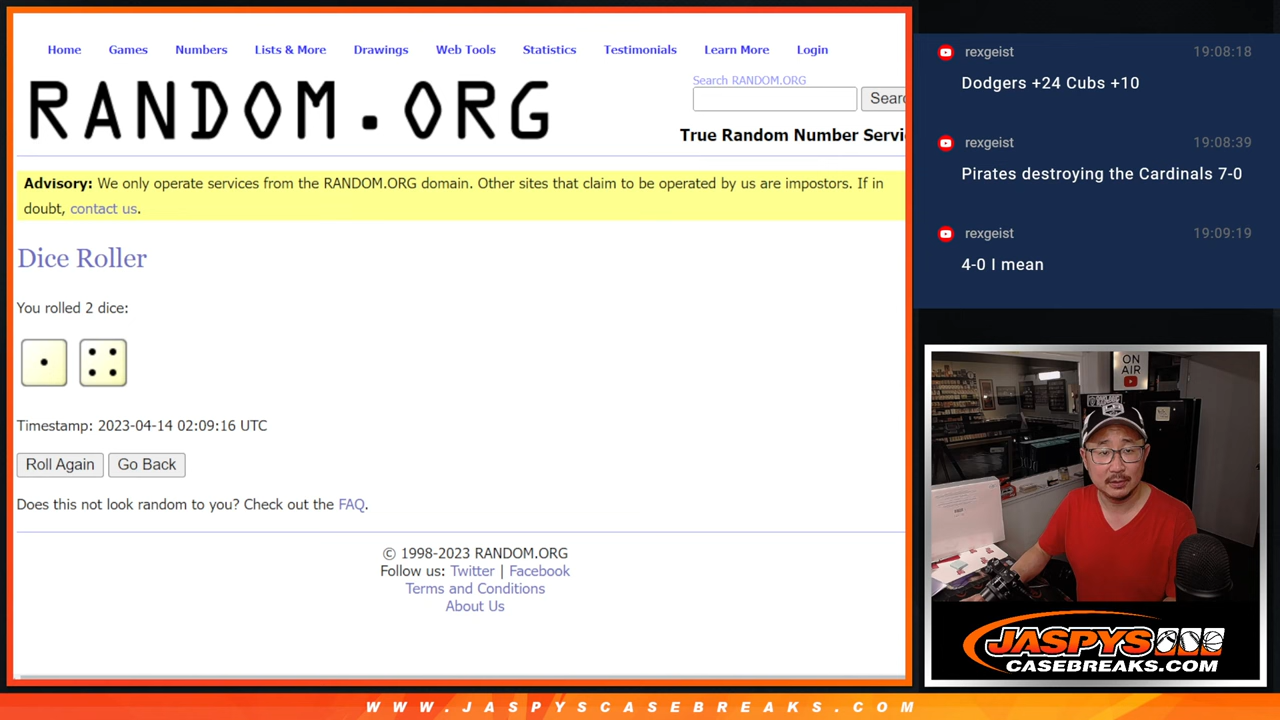 Home Games Numbers Lists & More Drawings Web Tools Statistics Testimonials Learn More Login
RANDOM.ORG
Search RANDOM.ORG
True Random Number
Advisory: We only operate services from the RANDOM.ORG domain. Other sites that claim to be operated by us are impostors. If in
doubt, contact us.
Dice Roller
You rolled 2 dice:
Timestamp: 2023-04-14 02:09:16 UTC
Roll Again Go Back
Does this not look random to you? Check out the FAQ.
© 1998-2023 RANDOM.ORG
Follow us: Twitter | Facebook
Terms and Conditions
About Us
rexgeist 19:08:18
Dodgers +24 Cubs +10
rexgeist 19:08:39
Pirates destroying the Cardinals 7-0
rexgeist 19:09:19
4-0 I mean
ON
AIR
JASPYS
CASEBREAKS.COM
WWW.JASPYSCASEBREAKS.COM